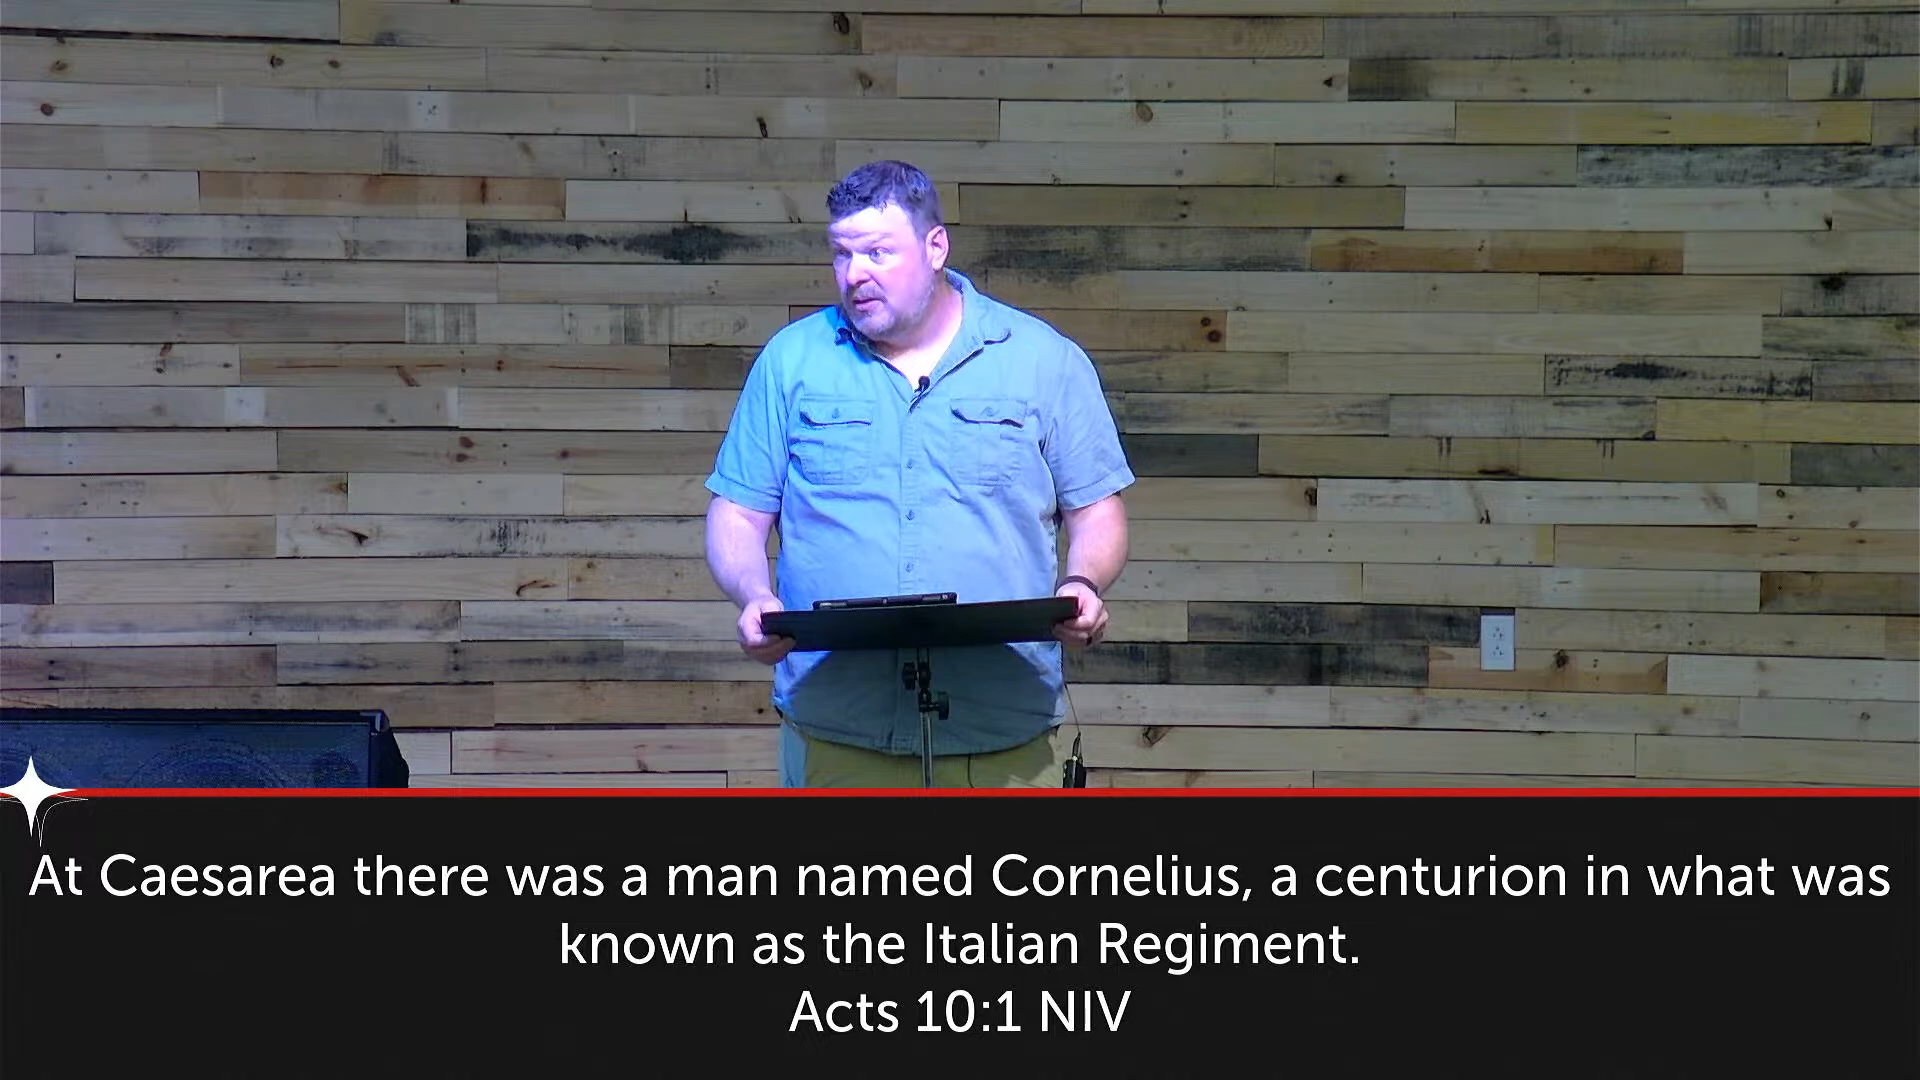 At Caesarea there was a man named Cornelius, a centurion in what was
known as the Italian Regiment.
Acts 10:1 NIV